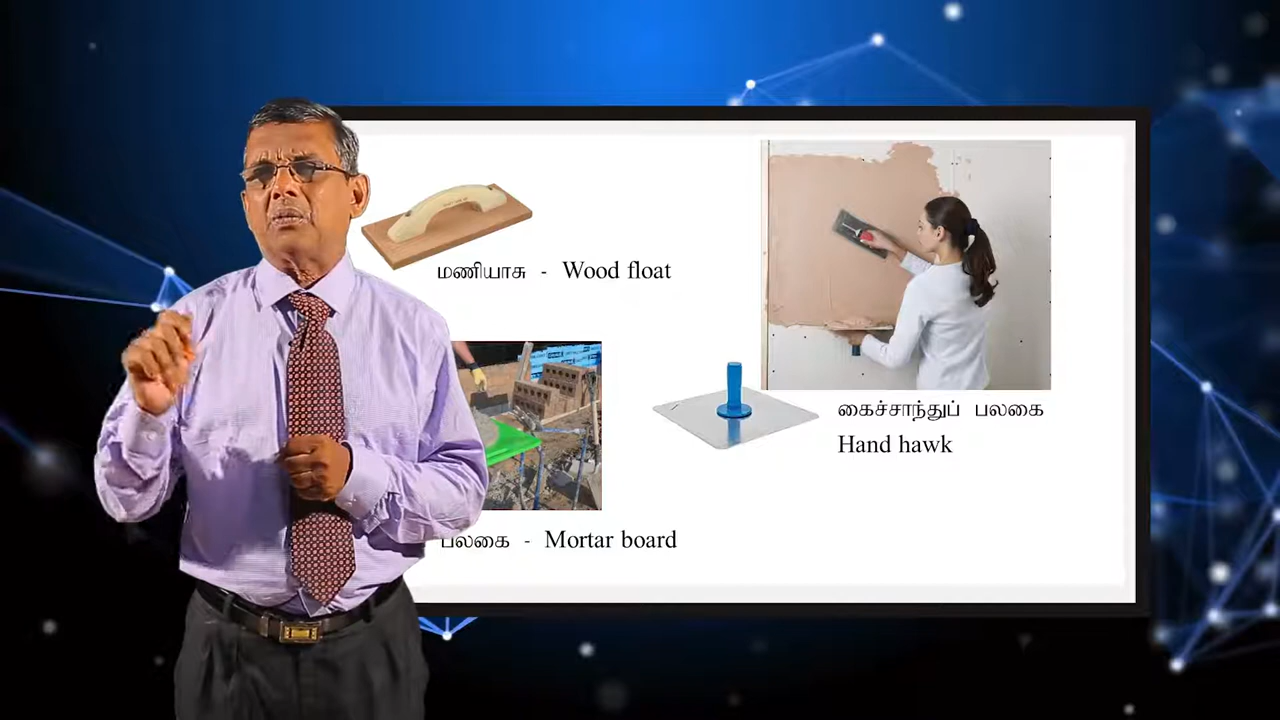 மணியாசு - Wood float
கைச்சாந்துப் பலகை
Hand hawk
பலகை - Mortar board